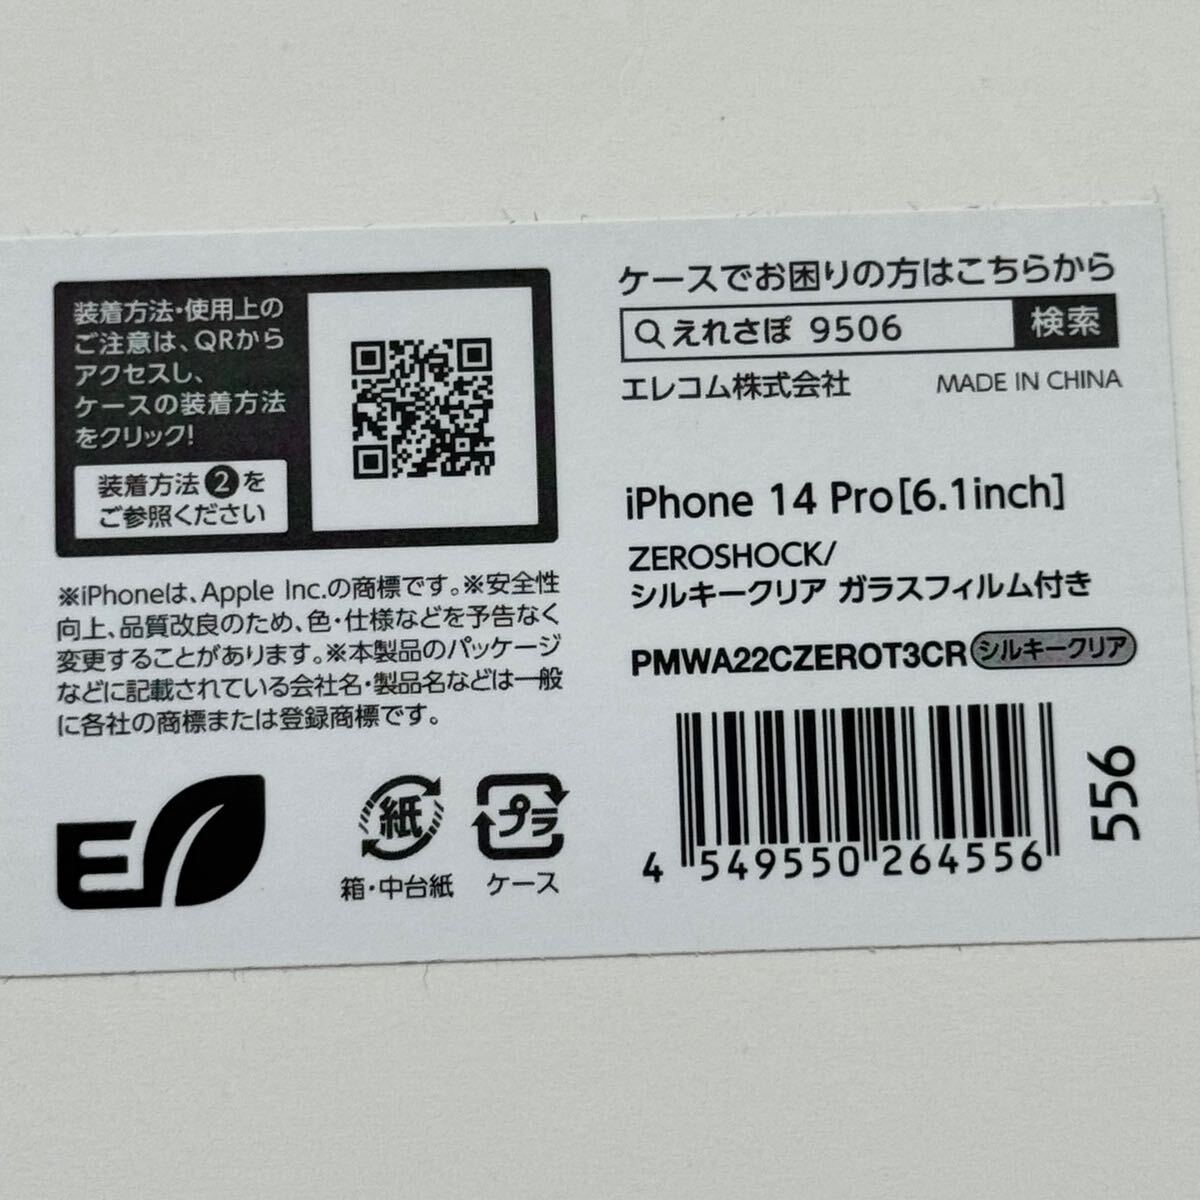 装着方法・使用上の
ご注意は、QRから
アクセスし、
ケースの装着方法
をクリック!
装着方法❷を
ご参照ください
※iPhoneは、Apple Inc.の商標です。※安全性
向上、品質改良のため、色・仕様などを予告なく
変更することがあります。※本製品のパッケージ
などに記載されている会社名・製品名などは一般
に各社の商標または登録商標です。
E
紙
箱・中台紙
プラ
ケース
ケースでお困りの方はこちらから
えれさぽ 9506
検索
エレコム株式会社
MADE IN CHINA
iPhone 14 Pro[6.1inch]
ZEROSHOCK/
シルキークリア ガラスフィルム付き
PMWA22CZEROT3CR シルキークリア
4 549550 264556
556